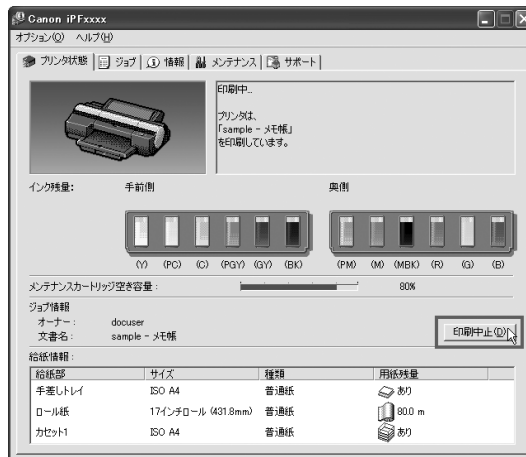 Canon iPFxxxx
オプション(O) ヘルプ(H)
プリンタ状態 ジョブ 情報 メンテナンス サポート
印刷中..
プリンタは、
「sample - メモ帳」
を印刷しています。
インク残量: 手前側 奥側
(Y) (PC) (C) (PGY) (GY) (BK) (PM) (M) (MBK) (R) (G) (B)
メンテナンスカートリッジ空き容量: 80%
ジョブ情報
オーナー: docuser
文書名: sample - メモ帳
印刷中止(D)
給紙情報:
給紙部 サイズ 種類 用紙残量
手差しトレイ ISO A4 普通紙 あり
ロール紙 17インチロール (431.8mm) 普通紙 80.0 m
カセット1 ISO A4 普通紙 あり